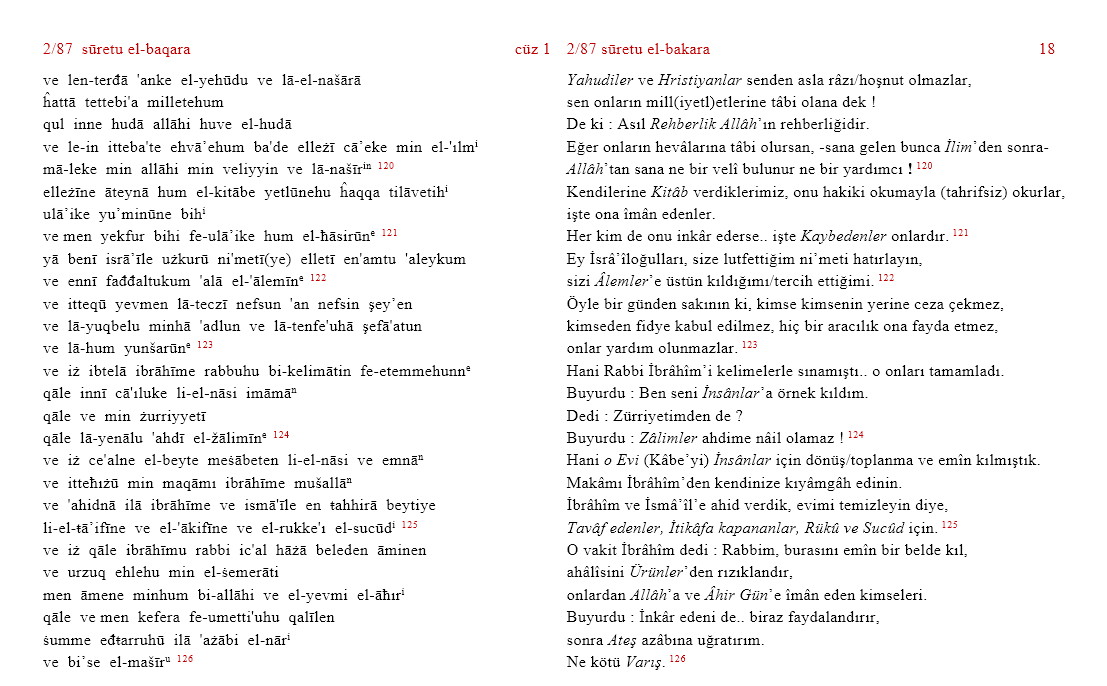 2/87 sūretu el-baqara
cüz 1
ve len-terđā 'anke el-yehūdu ve lā-el-našārā
ĥattā tettebi'a milletehum
qul inne hudā allāhi huve el-hudā
ve le-in itteba'te ehvā’ehum ba'de elleżī cā’eke min el-'ılmⁱ
mā-leke min allāhi min veliyyin ve lā-našīrⁱⁿ 120
elleżīne āteynā hum el-kitābe yetlūnehu ĥaqqa tilāvetihⁱ
ulā’ike yu’minūne bihⁱ
ve men yekfur bihi fe-ulā’ike hum el-ħāsirūnᵉ 121
yā benī isrā’īle użkurū ni'metī(ye) elletī en'amtu 'aleykum
ve ennī fađđaltukum 'alā el-'ālemīnᵉ 122
ve itteqū yevmen lā-teczī nefsun 'an nefsin şey’en
ve lā-yuqbelu minhā 'adlun ve lā-tenfe'uhā şefā'atun
ve lā-hum yunšarūnᵉ 123
ve iż ibtelā ibrāhīme rabbuhu bi-kelimātin fe-etemmehunnᵉ
qāle innī cā'ıluke li-el-nāsi imāmāⁿ
qāle ve min żurriyyetī
qāle lā-yenālu 'ahdī el-žālimīnᵉ 124
ve iż ce'alne el-beyte meśābeten li-el-nāsi ve emnāⁿ
ve itteħıżū min maqāmı ibrāhīme mušallāⁿ
ve 'ahidnā ilā ibrāhīme ve ismā'īle en ŧahhirā beytiye
li-el-ŧā’ifīne ve el-'ākifīne ve el-rukke'ı el-sucūdⁱ 125
ve iż qāle ibrāhīmu rabbi ic'al hāżā beleden āminen
ve urzuq ehlehu min el-śemerāti
men āmene minhum bi-allāhi ve el-yevmi el-āħırⁱ
qāle ve men kefera fe-umetti'uhu qalīlen
śumme eđŧarruhū ilā 'ażābi el-nārⁱ
ve bi’se el-mašīrᵘ 126
2/87 sūretu el-bakara
18
Yahudiler ve Hristiyanlar senden asla râzı/hoşnut olmazlar,
sen onların mill(iyetl)etlerine tâbi olana dek !
De ki : Asıl Rehberlik Allâh’ın rehberliğidir.
Eğer onların hevâlarına tâbi olursan, -sana gelen bunca İlim’den sonra-
Allâh’tan sana ne bir velî bulunur ne bir yardımcı ! 120
Kendilerine Kitâb verdiklerimiz, onu hakiki okumayla (tahrifsiz) okurlar,
işte ona îmân edenler.
Her kim de onu inkâr ederse.. işte Kaybedenler onlardır. 121
Ey İsrâ’îloğulları, size lutfettiğim ni’meti hatırlayın,
sizi Âlemler’e üstün kıldığımı/tercih ettiğimi. 122
Öyle bir günden sakının ki, kimse kimsenin yerine ceza çekmez,
kimseden fidye kabul edilmez, hiç bir aracılık ona fayda etmez,
onlar yardım olunmazlar. 123
Hani Rabbi İbrâhîm’i kelimelerle sınamıştı.. o onları tamamladı.
Buyurdu : Ben seni İnsânlar’a örnek kıldım.
Dedi : Zürriyetimden de ?
Buyurdu : Zâlimler ahdime nâil olamaz ! 124
Hani o Evi (Kâbe’yi) İnsânlar için dönüş/toplanma ve emîn kılmıştık.
Makâmı İbrâhîm’den kendinize kıyâmgâh edinin.
İbrâhîm ve İsmâ’îl’e ahid verdik, evimi temizleyin diye,
Tavâf edenler, İtikâfa kapananlar, Rükû ve Sucûd için. 125
O vakit İbrâhîm dedi : Rabbim, burasını emîn bir belde kıl,
ahâlîsini Ürünler’den rızıklandır,
onlardan Allâh’a ve Âhir Gün’e îmân eden kimseleri.
Buyurdu : İnkâr edeni de.. biraz faydalandırır,
sonra Ateş azâbına uğratırım.
Ne kötü Varış. 126